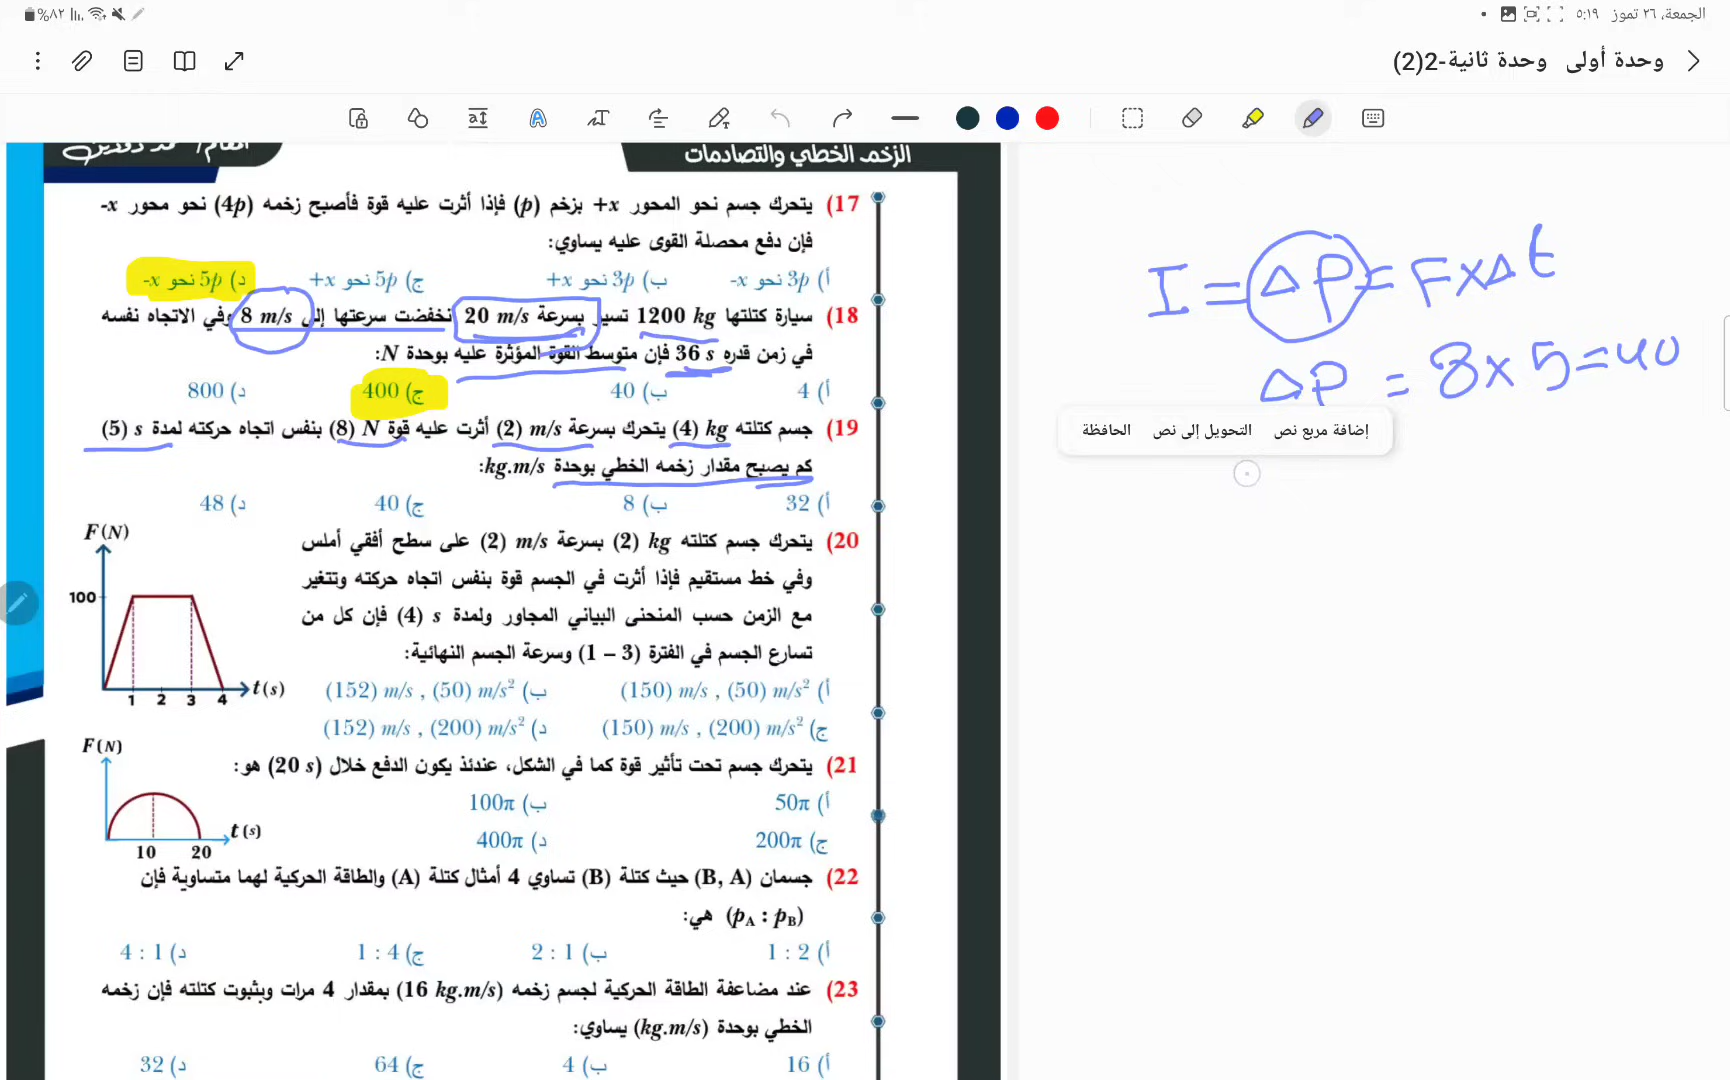 الجمعة، ٢٦ تموز ٥:١٩
٨٢%
وحدة أولى وحدة ثانية-2(2)
الزخم الخطي والتصادمات
17) يتحرك جسم نحو المحور +x بزخم (p) فإذا أثرت عليه قوة فأصبح زخمه (4p) نحو محور -x
فإن دفع محصلة القوى عليه يساوي:
أ) 3p نحو -x ب) 3p نحو +x ج) 5p نحو +x د) 5p نحو -x
18) سيارة كتلتها 1200 kg تسير بسرعة 20 m/s نخفضت سرعتها إلى 8 m/s وفي الاتجاه نفسه
في زمن قدره 36 s فإن متوسط القوة المؤثرة عليه بوحدة N:
أ) 4 ب) 40 ج) 400 د) 800
19) جسم كتلته (4) kg يتحرك بسرعة (2) m/s أثرت عليه قوة (8) N بنفس اتجاه حركته لمدة (5) s
كم يصبح مقدار زخمه الخطي بوحدة kg.m/s:
أ) 32 ب) 8 ج) 40 د) 48
20) يتحرك جسم كتلته (2) kg بسرعة (2) m/s على سطح أفقي أملس
وفي خط مستقيم فإذا أثرت في الجسم قوة بنفس اتجاه حركته وتتغير
مع الزمن حسب المنحنى البياني المجاور ولمدة (4) s فإن كل من
تسارع الجسم في الفترة (3 – 1) وسرعة الجسم النهائية:
أ) (150) m/s , (50) m/s² ب) (152) m/s , (50) m/s²
ج) (150) m/s , (200) m/s² د) (152) m/s , (200) m/s²
F(N)
100
1 2 3 4 t(s)
21) يتحرك جسم تحت تأثير قوة كما في الشكل، عندئذ يكون الدفع خلال (20 s) هو:
أ) 50π ب) 100π
ج) 200π د) 400π
F(N)
t(s)
10 20
22) جسمان (B, A) حيث كتلة (B) تساوي 4 أمثال كتلة (A) والطاقة الحركية لهما متساوية فإن
(pA : pB) هي:
أ) 1 : 2 ب) 2 : 1 ج) 1 : 4 د) 4 : 1
23) عند مضاعفة الطاقة الحركية لجسم زخمه (16 kg.m/s) بمقدار 4 مرات وبثبوت كتلته فإن زخمه
الخطي بوحدة (kg.m/s) يساوي:
أ) 16 ب) 4 ج) 64 د) 32
I = ΔP = F×Δt
ΔP = 8×5=40
إضافة مربع نص التحويل إلى نص الحافظة